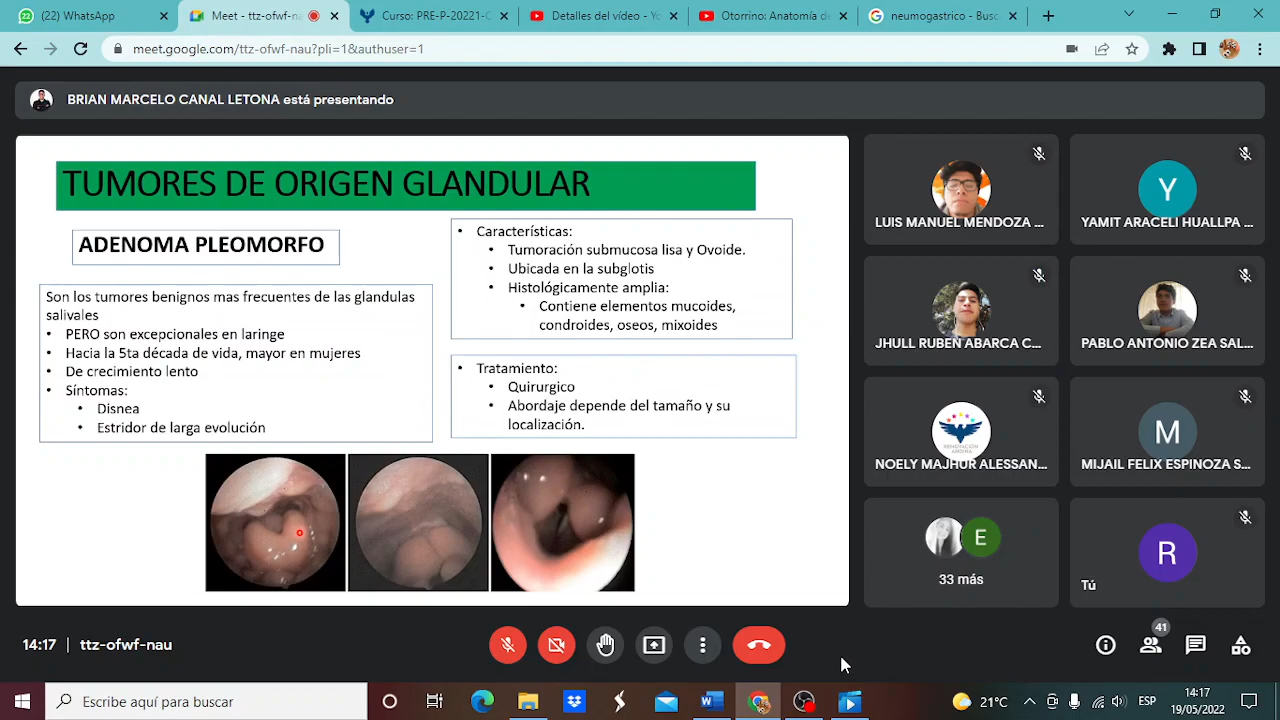 (22) WhatsApp
Meet - ttz-ofwf-nau
Curso: PRE-P-20221-C
Detalles del vídeo - Yo
Otorrino: Anatomía de
neumogastrico - Busc
22
meet.google.com/ttz-ofwf-nau?pli=1&authuser=1
BRIAN MARCELO CANAL LETONA está presentando
TUMORES DE ORIGEN GLANDULAR
ADENOMA PLEOMORFO
Son los tumores benignos mas frecuentes de las glandulas
salivales
• PERO son excepcionales en laringe
• Hacia la 5ta década de vida, mayor en mujeres
• De crecimiento lento
• Síntomas:
• Disnea
• Estridor de larga evolución
• Características:
• Tumoración submucosa lisa y Ovoide.
• Ubicada en la subglotis
• Histológicamente amplia:
• Contiene elementos mucoides,
condroides, oseos, mixoides
• Tratamiento:
• Quirurgico
• Abordaje depende del tamaño y su
localización.
LUIS MANUEL MENDOZA ...
Y
YAMIT ARACELI HUALLPA ...
JHULL RUBEN ABARCA C...
PABLO ANTONIO ZEA SAL...
NOELY MAJHUR ALESSAN...
M
MIJAIL FELIX ESPINOZA S...
E
33 más
R
Tú
14:17 | ttz-ofwf-nau
41
Escribe aquí para buscar
21°C
ESP
14:17
19/05/2022